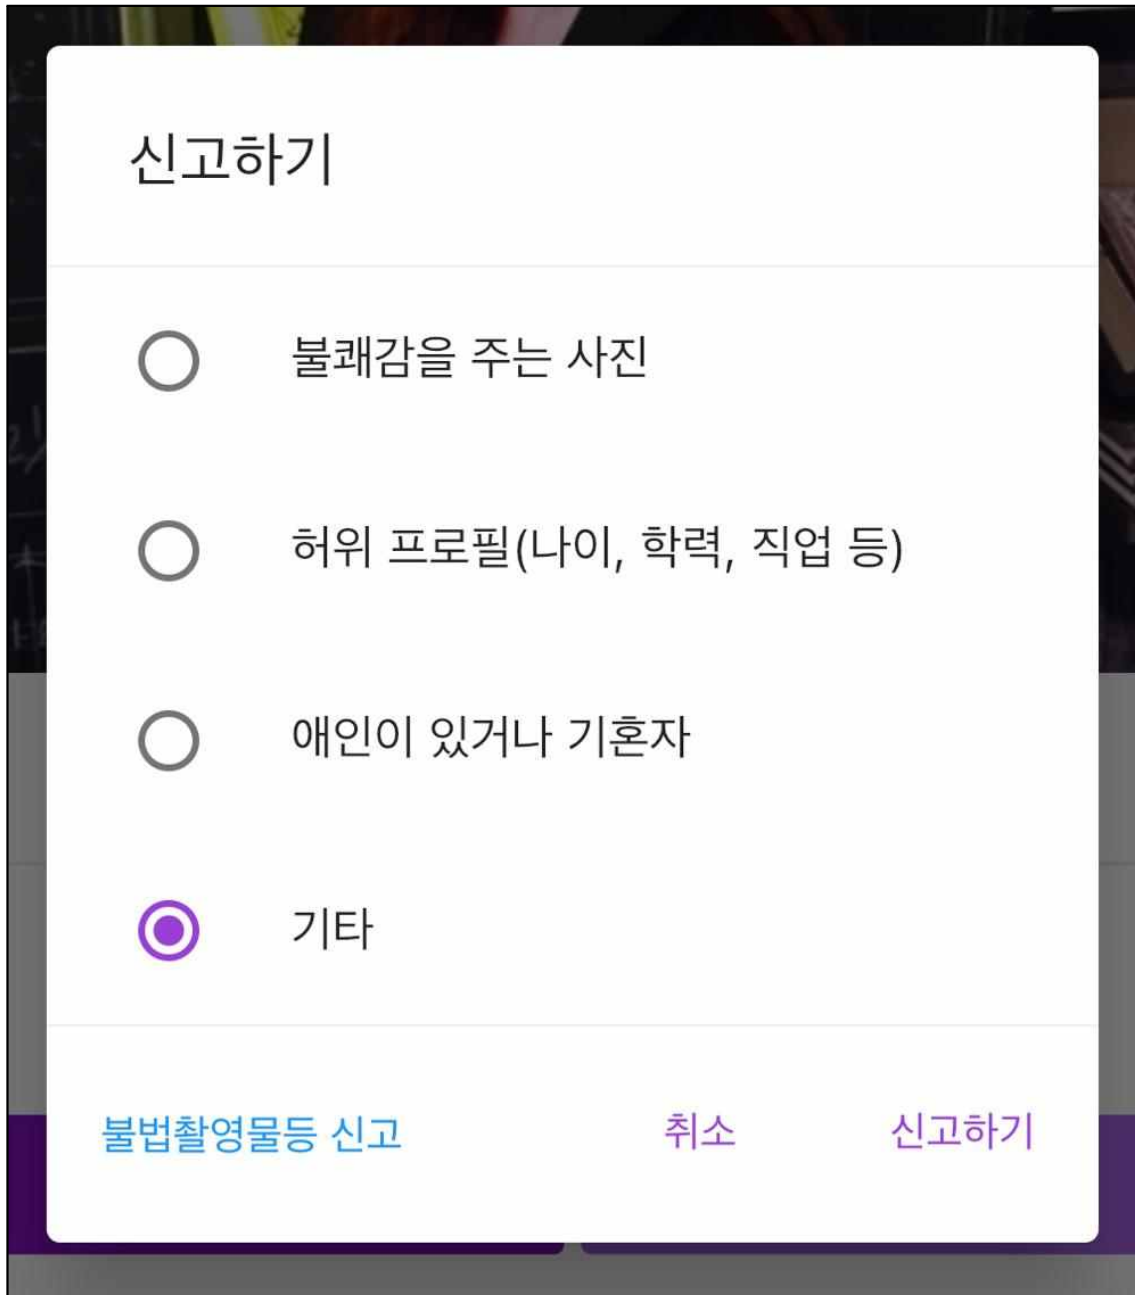 신고하기
불쾌감을 주는 사진
허위 프로필(나이, 학력, 직업 등)
애인이 있거나 기혼자
기타
불법촬영물등 신고 취소 신고하기